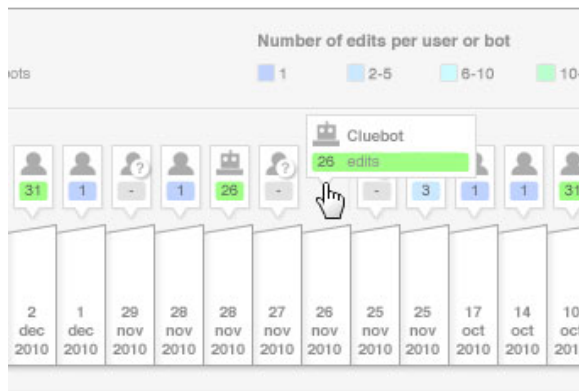 Number of edits per user or bot
ots
1
2-5
6-10
10-
Cluebot
26 edits
31
1
-
?
1
26
-
?
-
3
1
1
31
2 dec 2010
1 dec 2010
29 nov 2010
28 nov 2010
28 nov 2010
27 nov 2010
26 nov 2010
25 nov 2010
25 nov 2010
17 oct 2010
14 oct 2010
10 oct 201